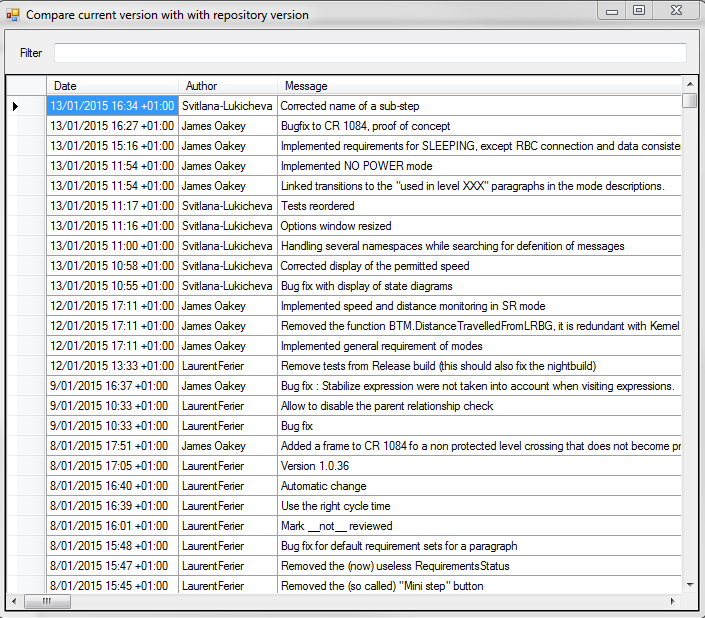 Compare current version with with repository version
Filter
Date Author Message
13/01/2015 16:34 +01:00 Svitlana-Lukicheva Corrected name of a sub-step
13/01/2015 16:27 +01:00 James Oakey Bugfix to CR 1084, proof of concept
13/01/2015 15:16 +01:00 James Oakey Implemented requirements for SLEEPING, except RBC connection and data consiste
13/01/2015 11:54 +01:00 James Oakey Implemented NO POWER mode
13/01/2015 11:54 +01:00 James Oakey Linked transitions to the "used in level XXX" paragraphs in the mode descriptions.
13/01/2015 11:17 +01:00 Svitlana-Lukicheva Tests reordered
13/01/2015 11:16 +01:00 Svitlana-Lukicheva Options window resized
13/01/2015 11:00 +01:00 Svitlana-Lukicheva Handling several namespaces while searching for defenition of messages
13/01/2015 10:58 +01:00 Svitlana-Lukicheva Corrected display of the permitted speed
13/01/2015 10:55 +01:00 Svitlana-Lukicheva Bug fix with display of state diagrams
12/01/2015 17:11 +01:00 James Oakey Implemented speed and distance monitoring in SR mode
12/01/2015 17:11 +01:00 James Oakey Removed the function BTM.DistanceTravelledFromLRBG, it is redundant with Kernel
12/01/2015 17:11 +01:00 James Oakey Implemented general requirement of modes
12/01/2015 13:33 +01:00 LaurentFerier Remove tests from Release build (this should also fix the nightbuild)
9/01/2015 16:37 +01:00 James Oakey Bug fix : Stabilize expression were not taken into account when visiting expressions.
9/01/2015 10:33 +01:00 LaurentFerier Allow to disable the parent relationship check
9/01/2015 10:33 +01:00 LaurentFerier Bug fix
8/01/2015 17:51 +01:00 James Oakey Added a frame to CR 1084 fo a non protected level crossing that does not become pr
8/01/2015 17:05 +01:00 LaurentFerier Version 1.0.36
8/01/2015 16:40 +01:00 LaurentFerier Automatic change
8/01/2015 16:39 +01:00 LaurentFerier Use the right cycle time
8/01/2015 16:01 +01:00 LaurentFerier Mark __not__ reviewed
8/01/2015 15:48 +01:00 LaurentFerier Bug fix for default requirement sets for a paragraph
8/01/2015 15:47 +01:00 LaurentFerier Removed the (now) useless RequirementsStatus
8/01/2015 15:45 +01:00 LaurentFerier Removed the (so called) "Mini step" button